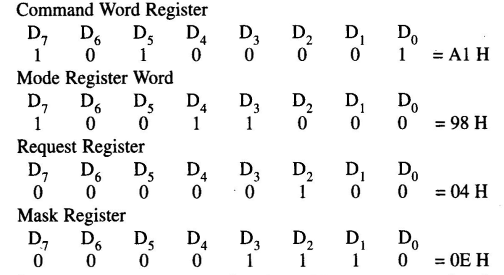 Command Word Register
D7 D6 D5 D4 D3 D2 D1 D0
1 0 1 0 0 0 0 1 = A1 H
Mode Register Word
D7 D6 D5 D4 D3 D2 D1 D0
1 0 0 1 1 0 0 0 = 98 H
Request Register
D7 D6 D5 D4 D3 D2 D1 D0
0 0 0 0 0 1 0 0 = 04 H
Mask Register
D7 D6 D5 D4 D3 D2 D1 D0
0 0 0 0 1 1 1 0 = 0E H